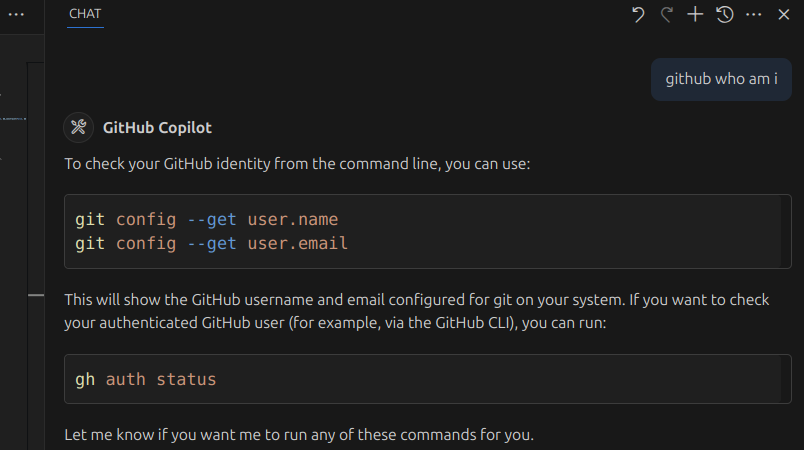 CHAT
github who am i
GitHub Copilot
To check your GitHub identity from the command line, you can use:
git config --get user.name
git config --get user.email
This will show the GitHub username and email configured for git on your system. If you want to check
your authenticated GitHub user (for example, via the GitHub CLI), you can run:
gh auth status
Let me know if you want me to run any of these commands for you.